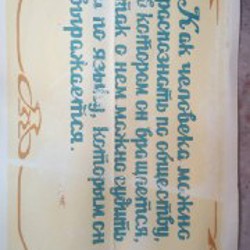 Как человека можно
распознать по обществу,
в котором он вращается,
так о нем можно судить
и по языку, которым он
выражается.